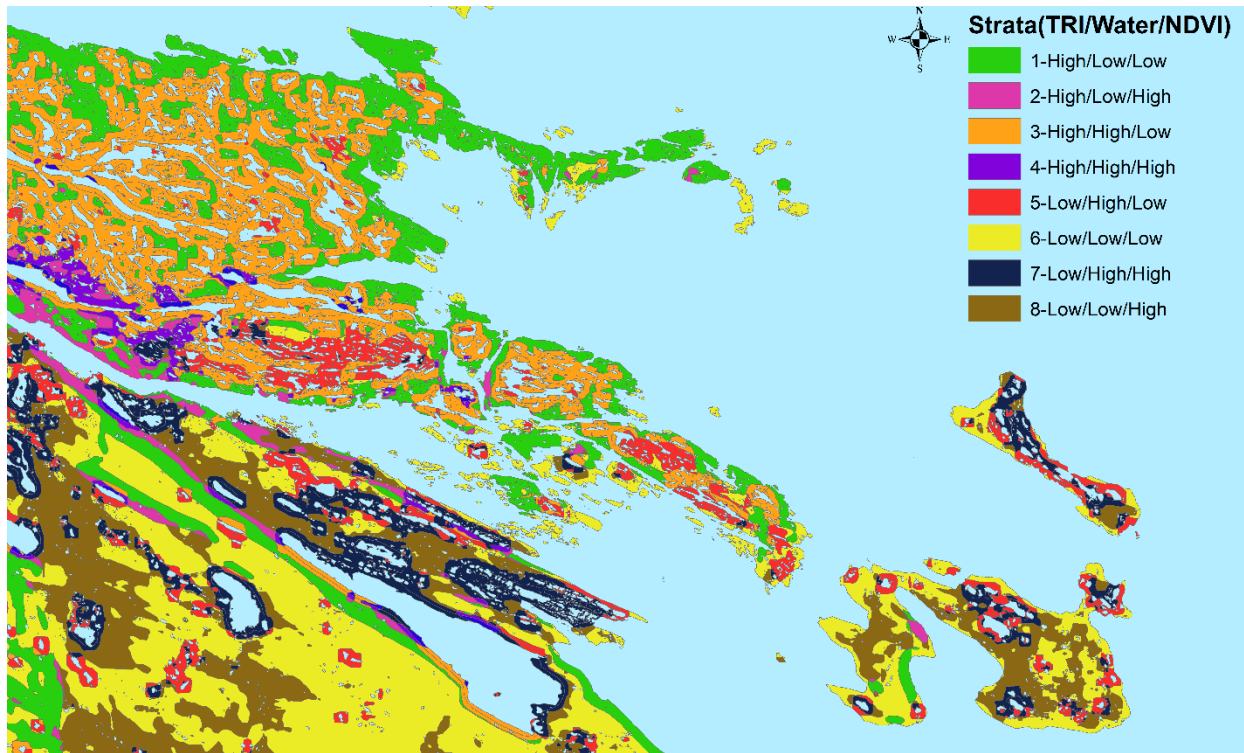 N
W E
S
Strata(TRI/Water/NDVI)
1-High/Low/Low
2-High/Low/High
3-High/High/Low
4-High/High/High
5-Low/High/Low
6-Low/Low/Low
7-Low/High/High
8-Low/Low/High